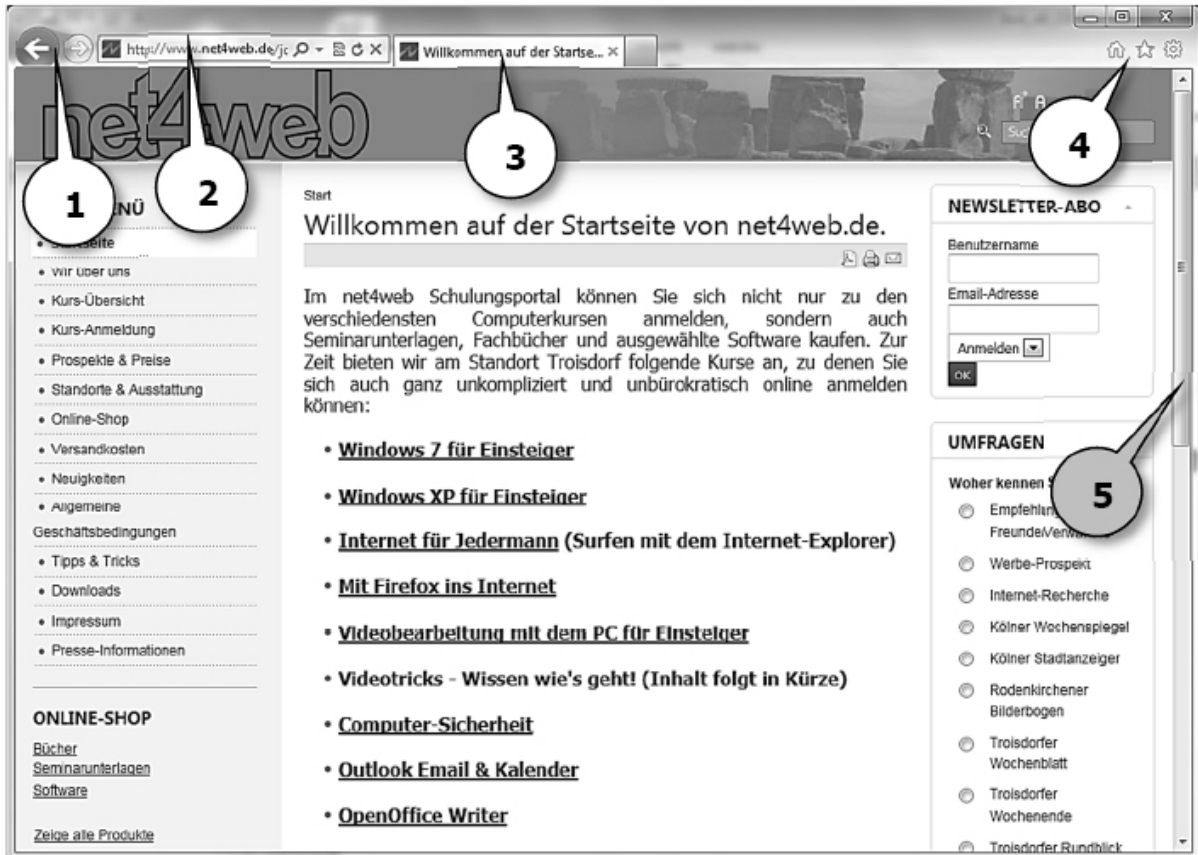 http://www.net4web.de/jc
Willkommen auf der Startse...
net4web
1
2
3
4
5
Startseite
Wir über uns
Kurs-Übersicht
Kurs-Anmeldung
Prospekte & Preise
Standorte & Ausstattung
Online-Shop
Versandkosten
Neuigkeiten
Allgemeine
Geschäftsbedingungen
Tipps & Tricks
Downloads
Impressum
Presse-Informationen
ONLINE-SHOP
Bücher
Seminarunterlagen
Software
Zeige alle Produkte
Start
Willkommen auf der Startseite von net4web.de.
Im net4web Schulungsportal können Sie sich nicht nur zu den
verschiedensten Computerkursen anmelden, sondern auch
Seminarunterlagen, Fachbücher und ausgewählte Software kaufen. Zur
Zeit bieten wir am Standort Troisdorf folgende Kurse an, zu denen Sie
sich auch ganz unkompliziert und unbürokratisch online anmelden
können:
• Windows 7 für Einsteiger
• Windows XP für Einsteiger
• Internet für Jedermann (Surfen mit dem Internet-Explorer)
• Mit Firefox ins Internet
• Videobearbeitung mit dem PC für Einsteiger
• Videotricks - Wissen wie's geht! (Inhalt folgt in Kürze)
• Computer-Sicherheit
• Outlook Email & Kalender
• OpenOffice Writer
NEWSLETTER-ABO
Benutzername
Email-Adresse
Anmelden
OK
UMFRAGEN
Woher kennen
Empfehlung
Freunde/Verw
Werbe-Prospekt
Internet-Recherche
Kölner Wochenspiegel
Kölner Stadtanzeiger
Rodenkirchener
Bilderbogen
Troisdorfer
Wochenblatt
Troisdorfer
Wochenende
Troisdorfer Rundblick